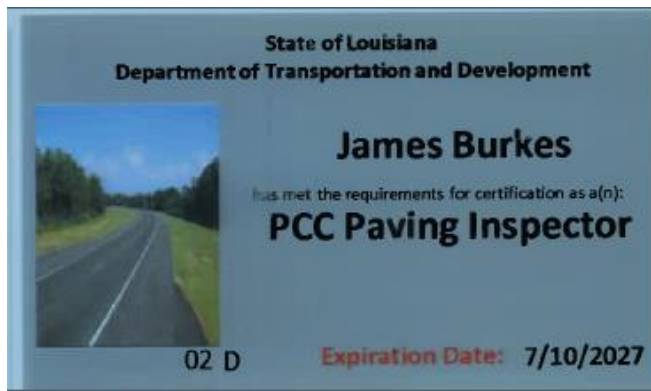 State of Louisiana
Department of Transportation and Development
James Burkes
has met the requirements for certification as a(n):
PCC Paving Inspector
02 D
Expiration Date: 7/10/2027